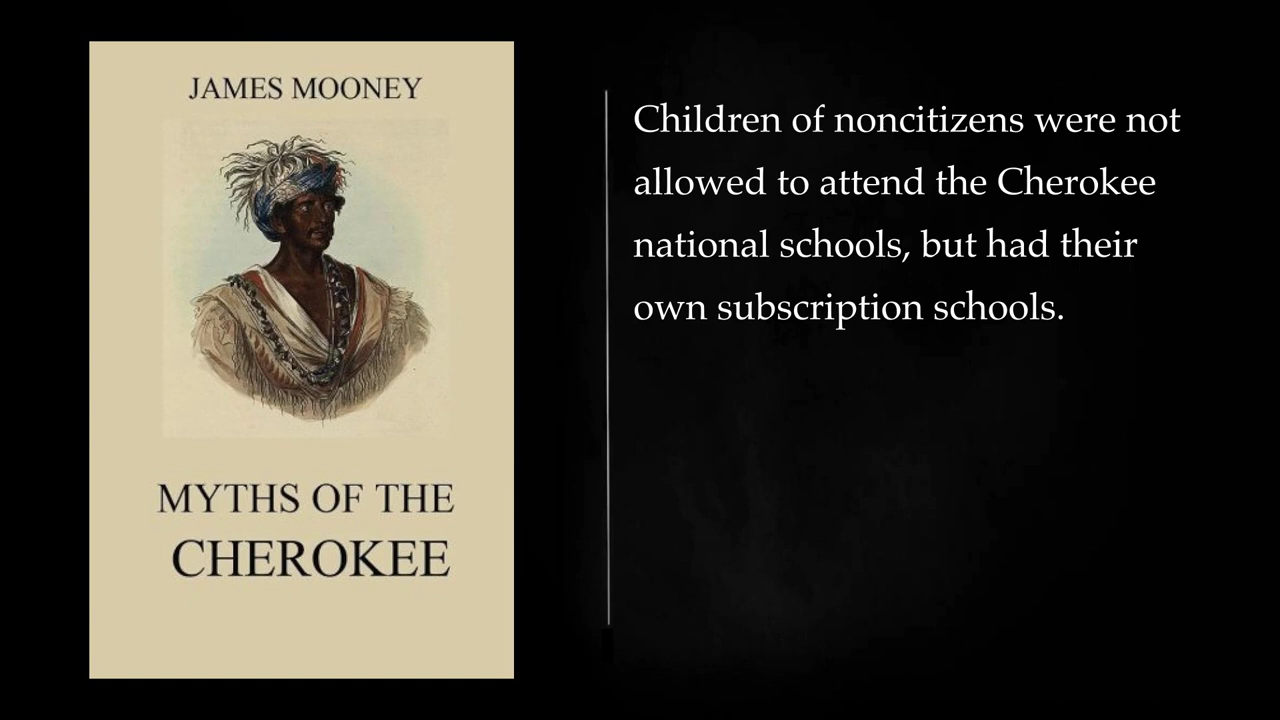 JAMES MOONEY
MYTHS OF THE
CHEROKEE
Children of noncitizens were not
allowed to attend the Cherokee
national schools, but had their
own subscription schools.